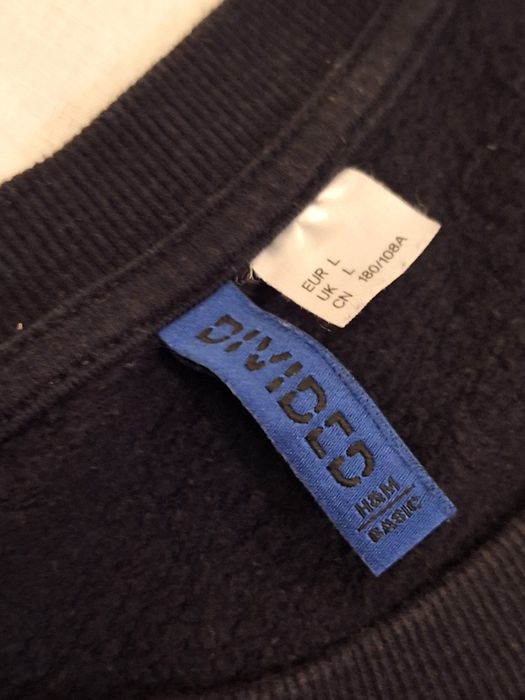 EUR L
UK L
CN 180/108A
DIVIDED
H&M
BASIC